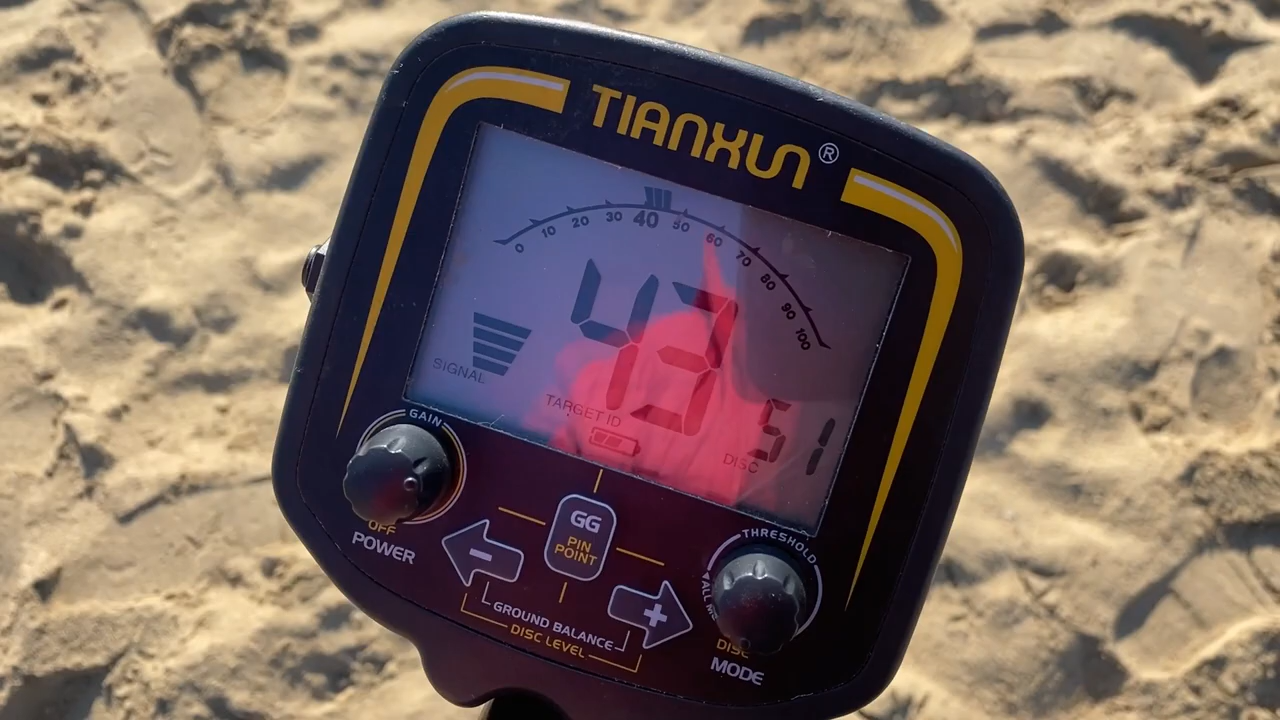 TIANXUN®
0 10 20 30 40 50 60 70 80 90 100
43
SIGNAL
TARGET ID
DISC 51
GAIN
OFF
POWER
GG
PIN
POINT
-
+
GROUND BALANCE
DISC LEVEL
THRESHOLD
ALL
DISC
MODE